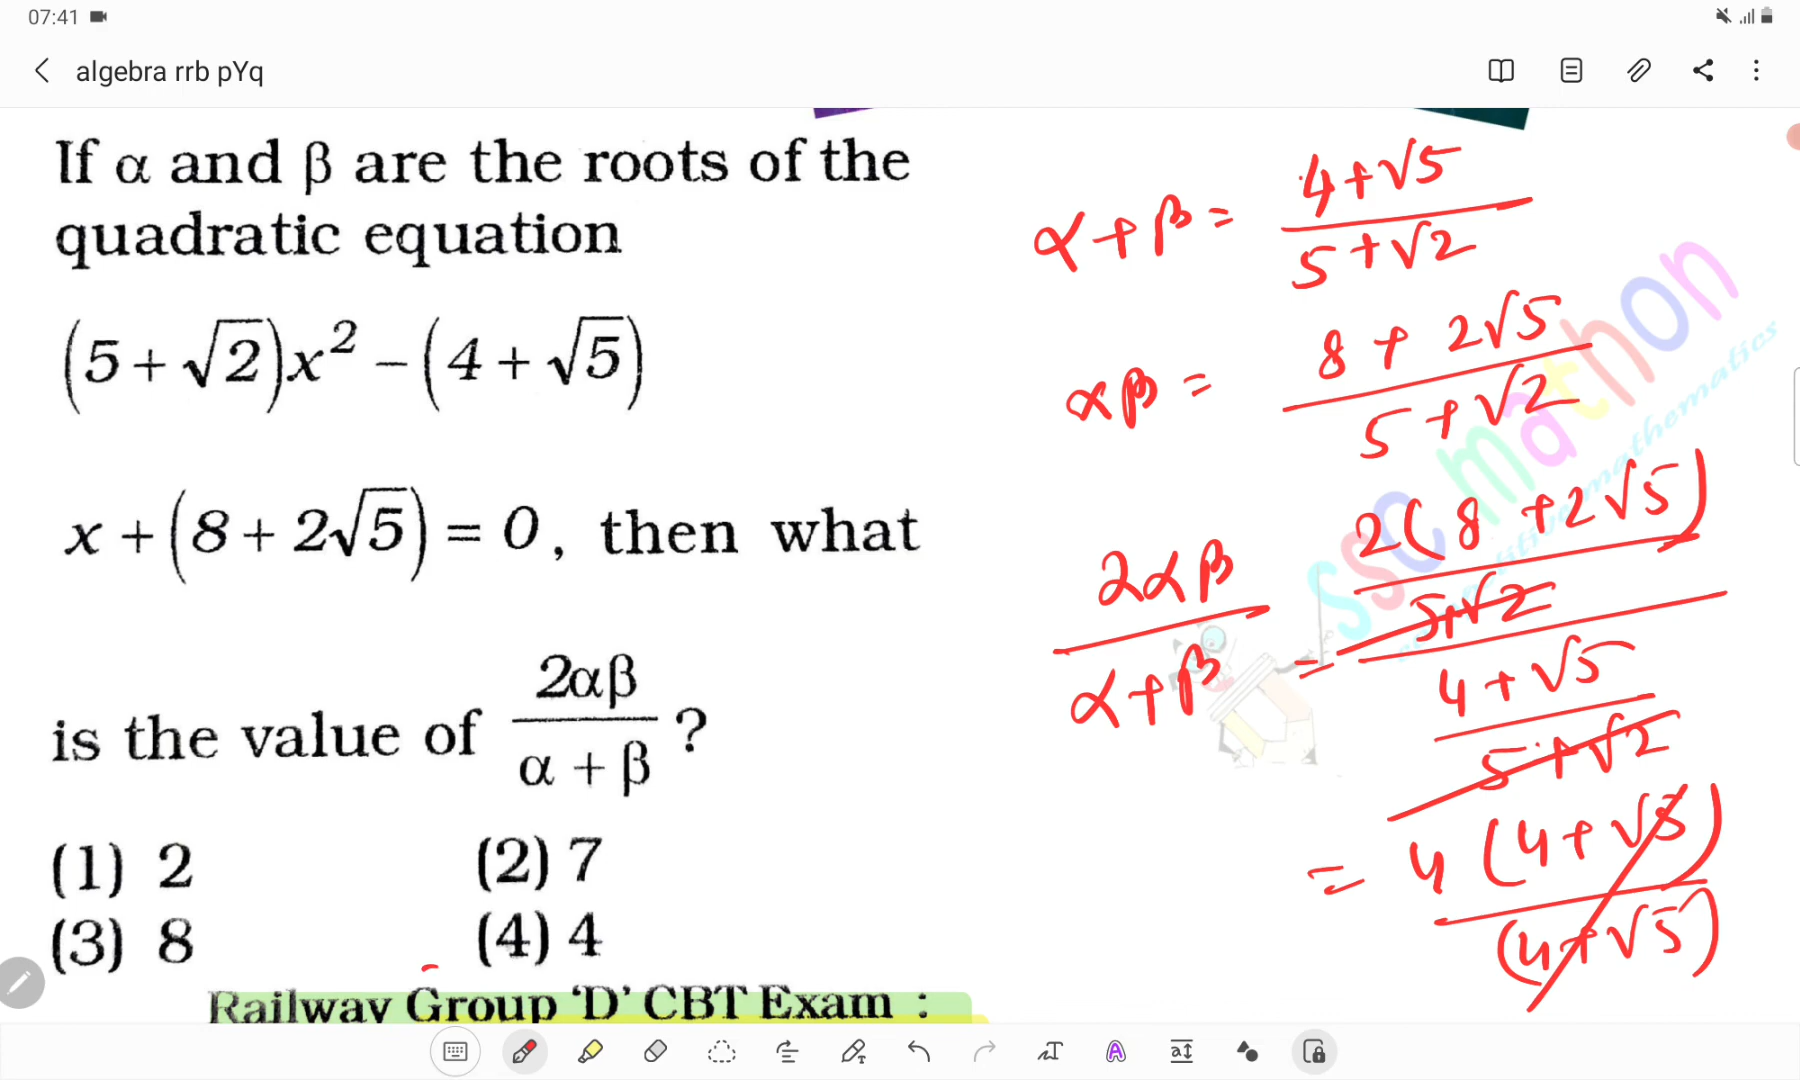 07:41
algebra rrb pYq
If α and β are the roots of the
quadratic equation
(5 + √2)x² − (4 + √5)
x + (8 + 2√5) = 0, then what
is the value of 2αβ / α + β ?
(1) 2 (2) 7
(3) 8 (4) 4
Railway Group 'D' CBT Exam :
α + β = 4+√5 / 5+√2
αβ = 8 + 2√5 / 5 + √2
2αβ / α+β = 2(8 + 2√5) / 5+√2 / 4+√5 / 5+√2
= 4(4+√5) / (4+√5)
ssc mathon
mathematics